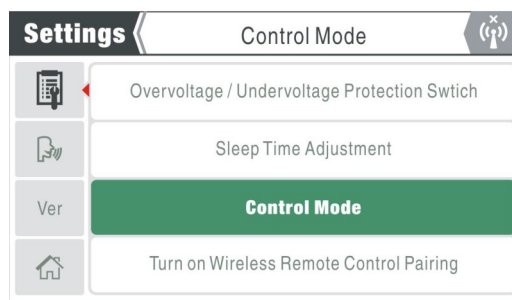 Settings
Control Mode
Overvoltage / Undervoltage Protection Swtich
Sleep Time Adjustment
Ver
Control Mode
Turn on Wireless Remote Control Pairing